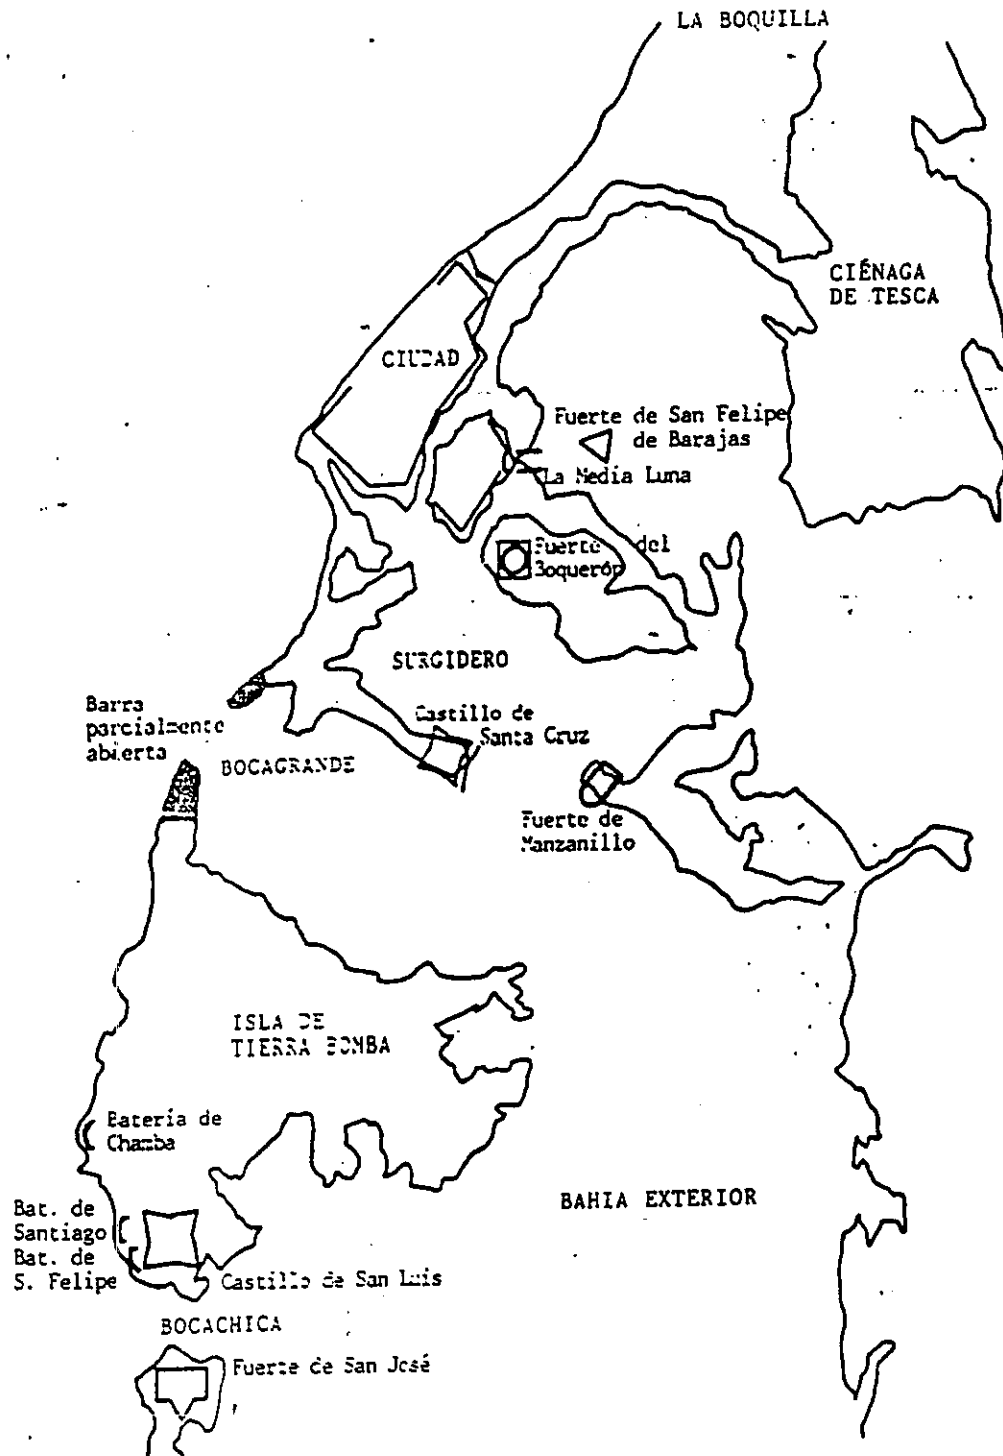 LA BOQUILLA
CIÉNAGA
DE TESCA
CIUDAD
Fuerte de San Felipe
de Barajas
La Media Luna
Fuerte del
Boquerón
SURGIDERO
Barra
parcialmente
abierta
Castillo de
Santa Cruz
BOCAGRANDE
Fuerte de
Manzanillo
ISLA DE
TIERRA BOMBA
Batería de
Chamba
BAHIA EXTERIOR
Bat. de
Santiago
Bat. de
S. Felipe
Castillo de San Luis
BOCACHICA
Fuerte de San José